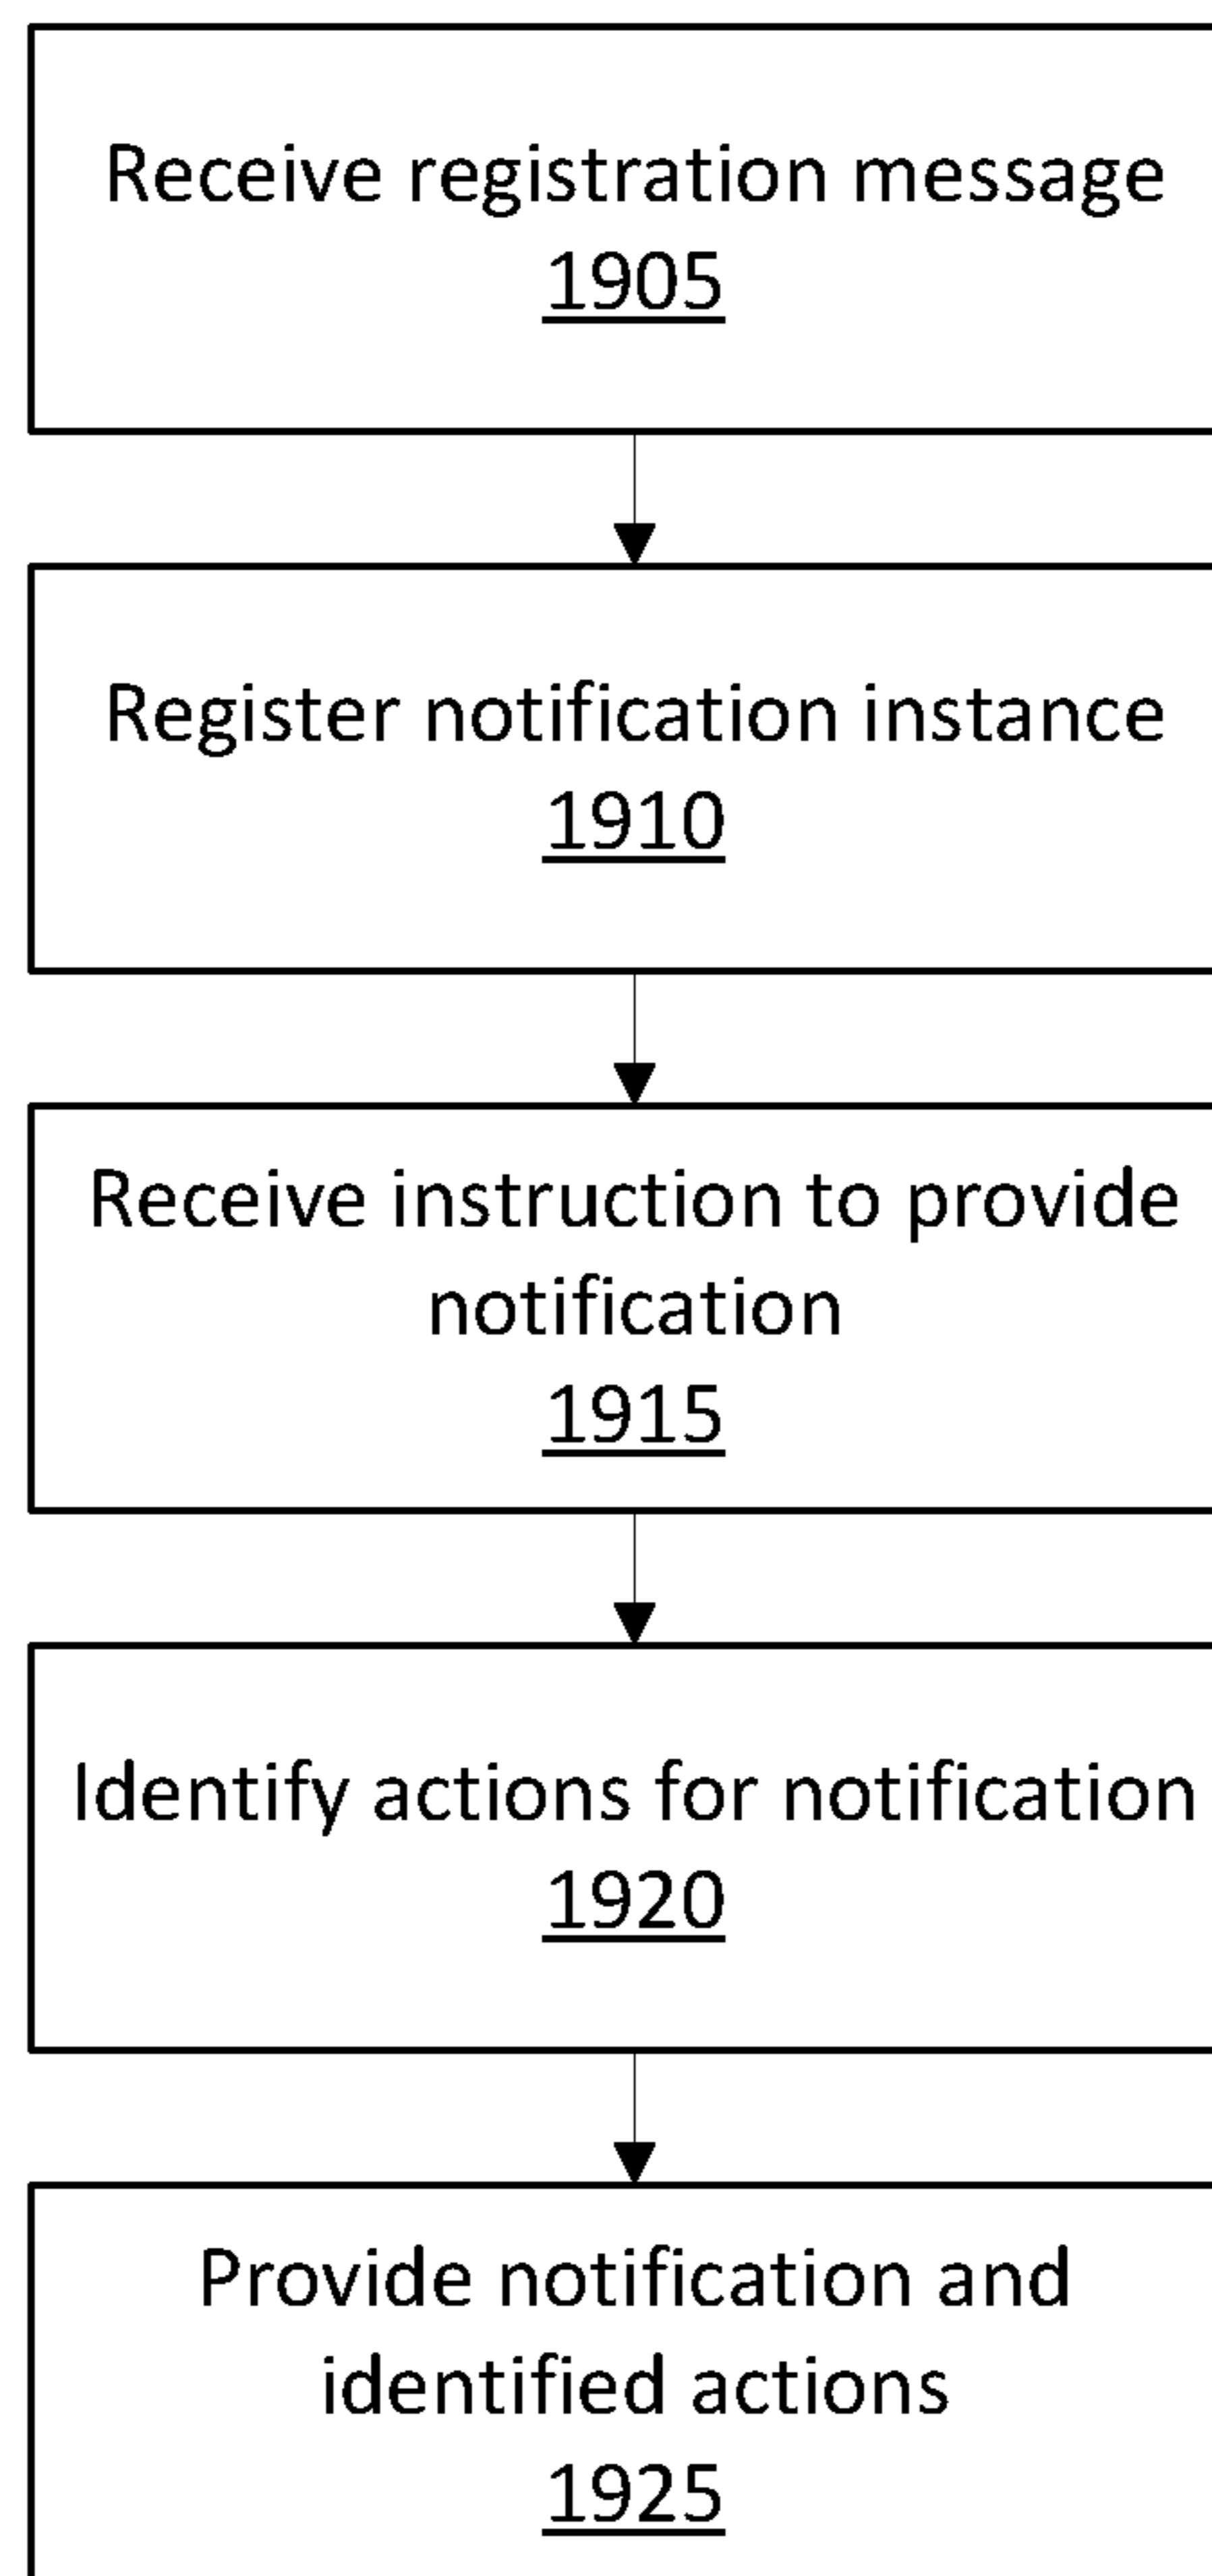 Receive registration message
1905
Register notification instance
1910
Receive instruction to provide
notification
1915
Identify actions for notification
1920
Provide notification and
identified actions
1925